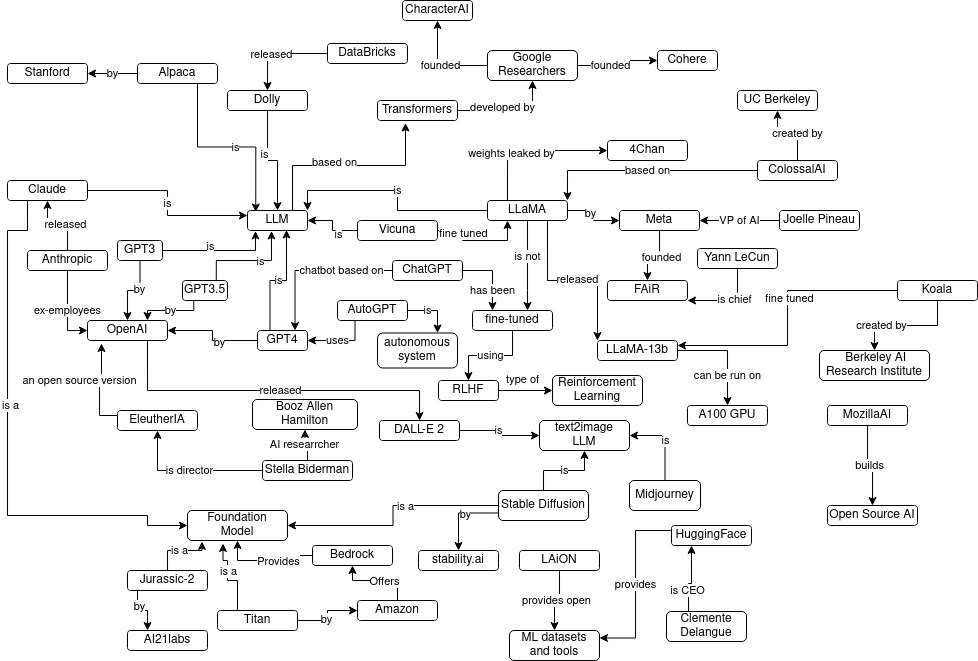 CharacterAI
DataBricks
released
Google
Researchers
founded
founded
Cohere
Stanford
by
Alpaca
Dolly
Transformers
developed by
UC Berkeley
created by
is
is
based on
weights leaked by
4Chan
based on
ColossalAI
Claude
is
is
LLM
LLaMA
by
Meta
VP of AI
Joelle Pineau
released
Vicuna
is
fine tuned
Anthropic
GPT3
is
is
is not
founded
Yann LeCun
chatbot based on
ChatGPT
is
released
by
GPT3.5
has been
FAiR
is chief
fine tuned
Koala
ex-employees
by
AutoGPT
is
fine-tuned
OpenAI
by
GPT4
uses
autonomous
system
created by
LLaMA-13b
using
Berkeley AI
Research Institute
can be run on
an open source version
released
RLHF
type of
Reinforcement
Learning
is a
EleutherIA
Booz Allen
Hamilton
A100 GPU
MozillaAI
AI researrcher
DALL-E 2
is
text2image
LLM
is
is director
Stella Biderman
is
builds
Stable Diffusion
Midjourney
is a
by
Open Source AI
Foundation
Model
HuggingFace
is a
Provides
Bedrock
stability.ai
LAiON
Jurassic-2
is a
Offers
provides
is CEO
by
provides open
Titan
by
Amazon
Clemente
Delangue
AI21labs
ML datasets
and tools